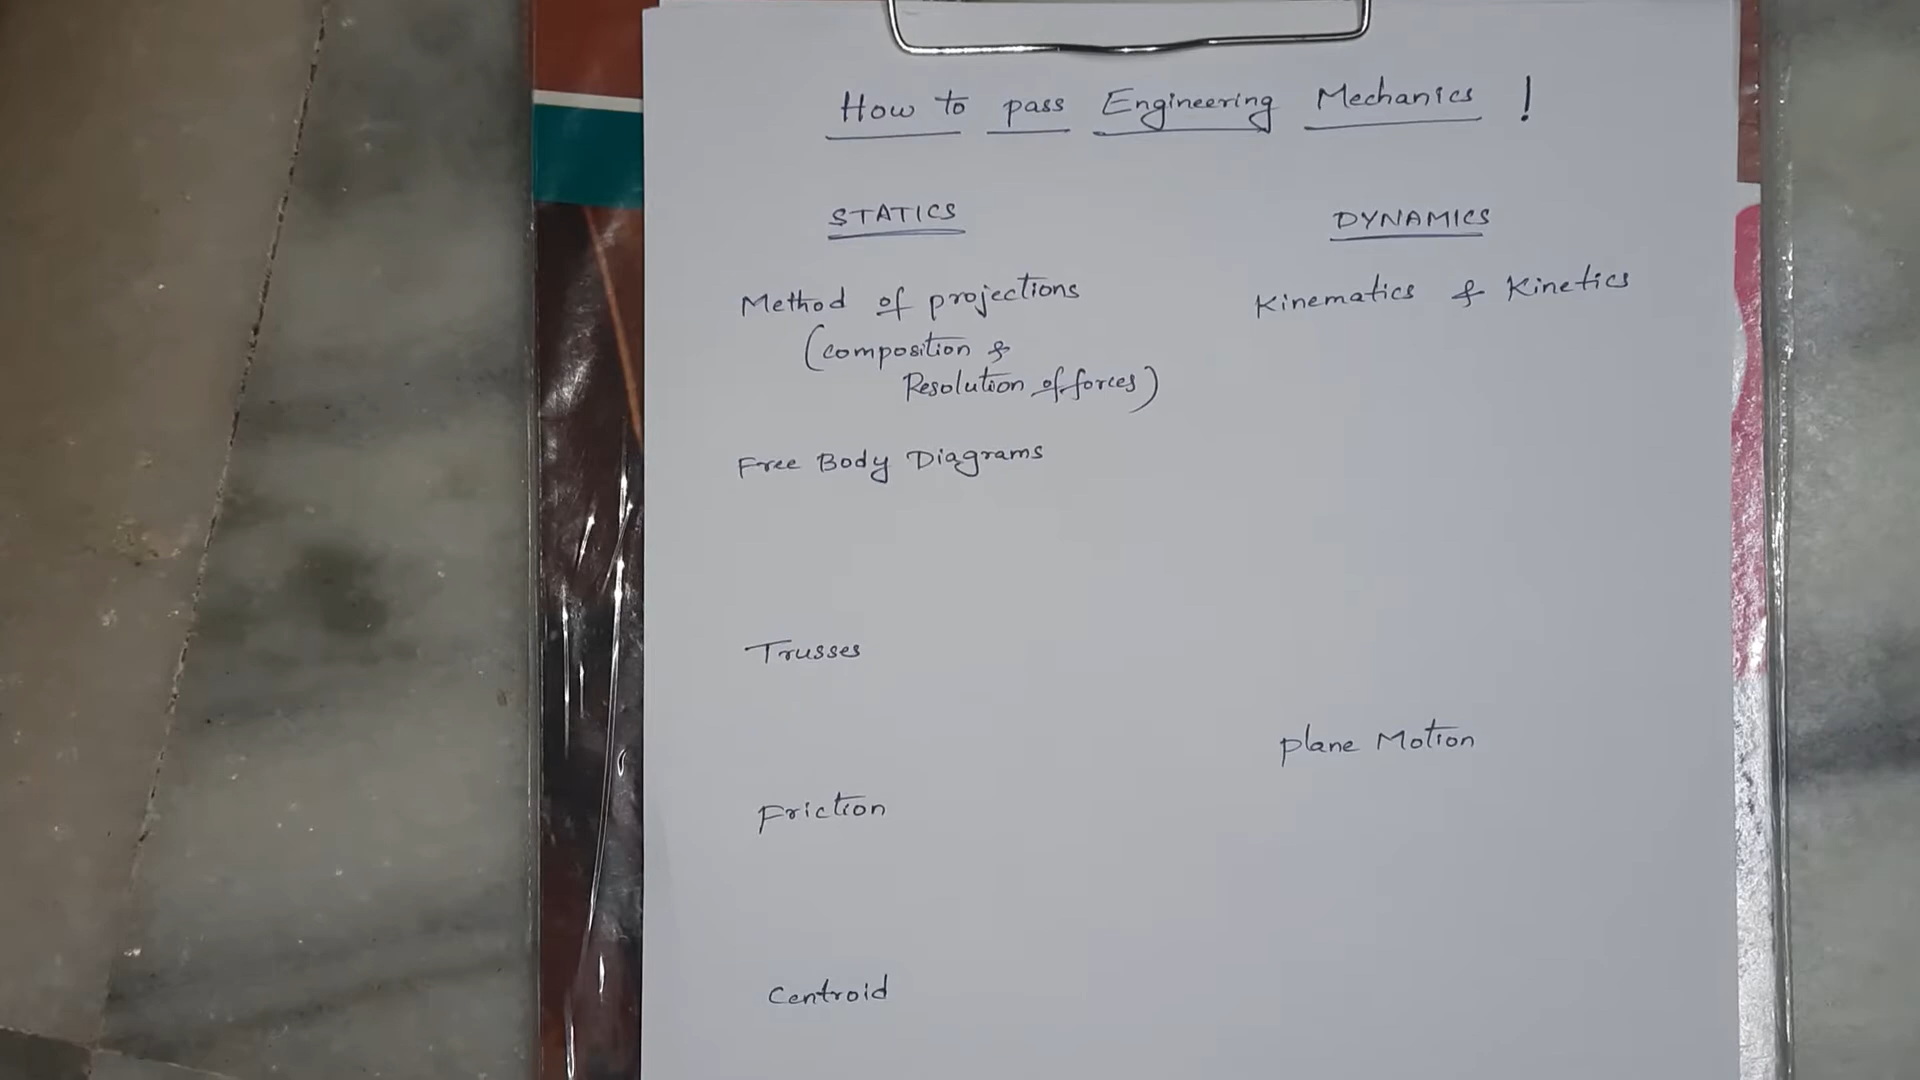 How to pass Engineering Mechanics !
STATICS
Method of projections
(composition &
Resolution of forces)
Free Body Diagrams
Trusses
Friction
Centroid
DYNAMICS
Kinematics & Kinetics
plane Motion